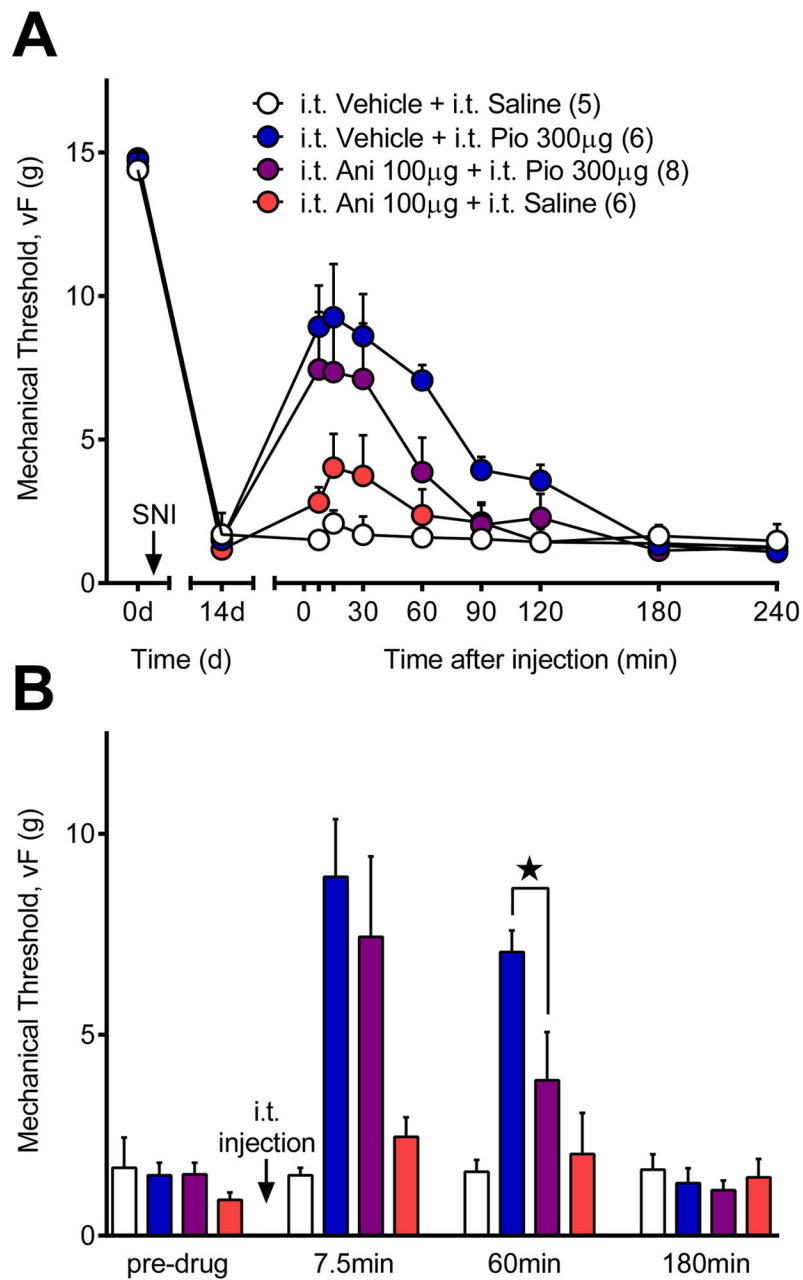 A
i.t. Vehicle + i.t. Saline (5)
i.t. Vehicle + i.t. Pio 300μg (6)
i.t. Ani 100μg + i.t. Pio 300μg (8)
i.t. Ani 100μg + i.t. Saline (6)
Mechanical Threshold, vF (g)
15
10
5
0
SNI
0d 14d 0 30 60 90 120 180 240
Time (d) Time after injection (min)
B
Mechanical Threshold, vF (g)
10
5
0
★
i.t.
injection
pre-drug 7.5min 60min 180min